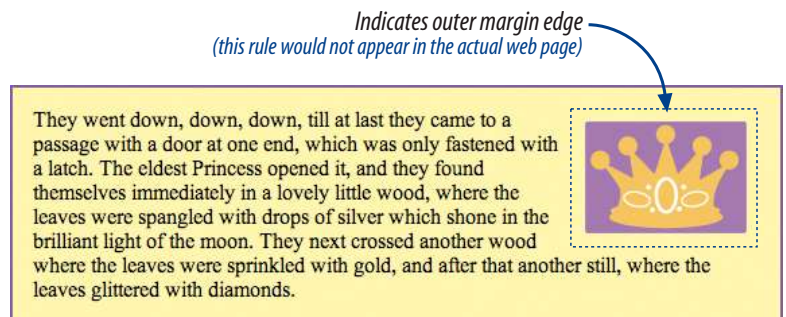 Indicates outer margin edge
(this rule would not appear in the actual web page)
They went down, down, down, till at last they came to a
passage with a door at one end, which was only fastened with
a latch. The eldest Princess opened it, and they found
themselves immediately in a lovely little wood, where the
leaves were spangled with drops of silver which shone in the
brilliant light of the moon. They next crossed another wood
where the leaves were sprinkled with gold, and after that another still, where the
leaves glittered with diamonds.